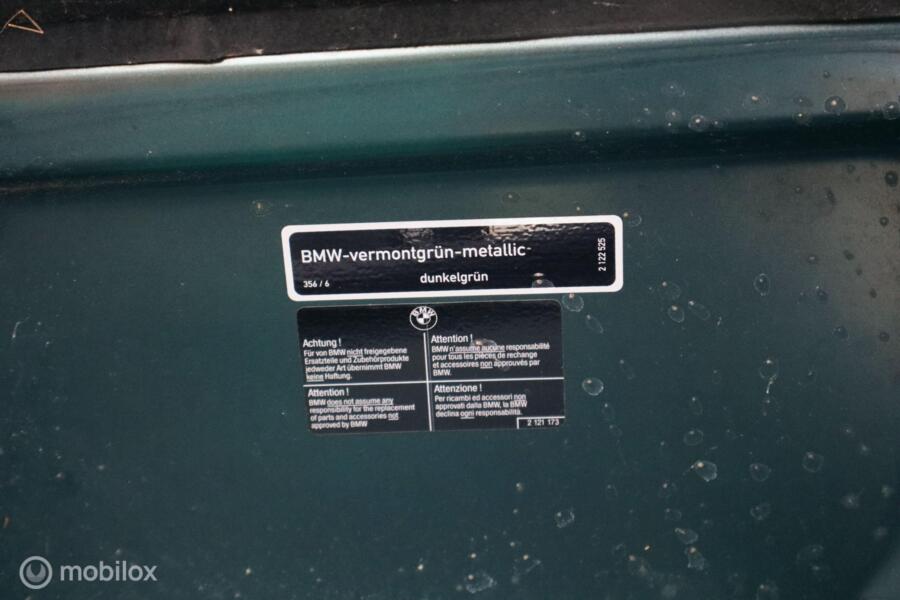 BMW-vermontgrün-metallic
dunkelgrün
356 / 6
2 122 525
BMW
Achtung !
Für von BMW nicht freigegebene
Ersatzteile und Zubehörprodukte
jedweder Art übernimmt BMW
keine Haftung.
Attention !
BMW n'assume aucune responsabilité
pour tous les pièces de rechange
et accessoires non approuvés par
BMW.
Attention !
BMW does not assume any
responsibility for the replacement
of parts and accessories not
approved by BMW
Attenzione !
Per ricambi ed accessori non
approvati dalla BMW, la BMW
declina ogni responsabilità.
2 121 173
mobilox